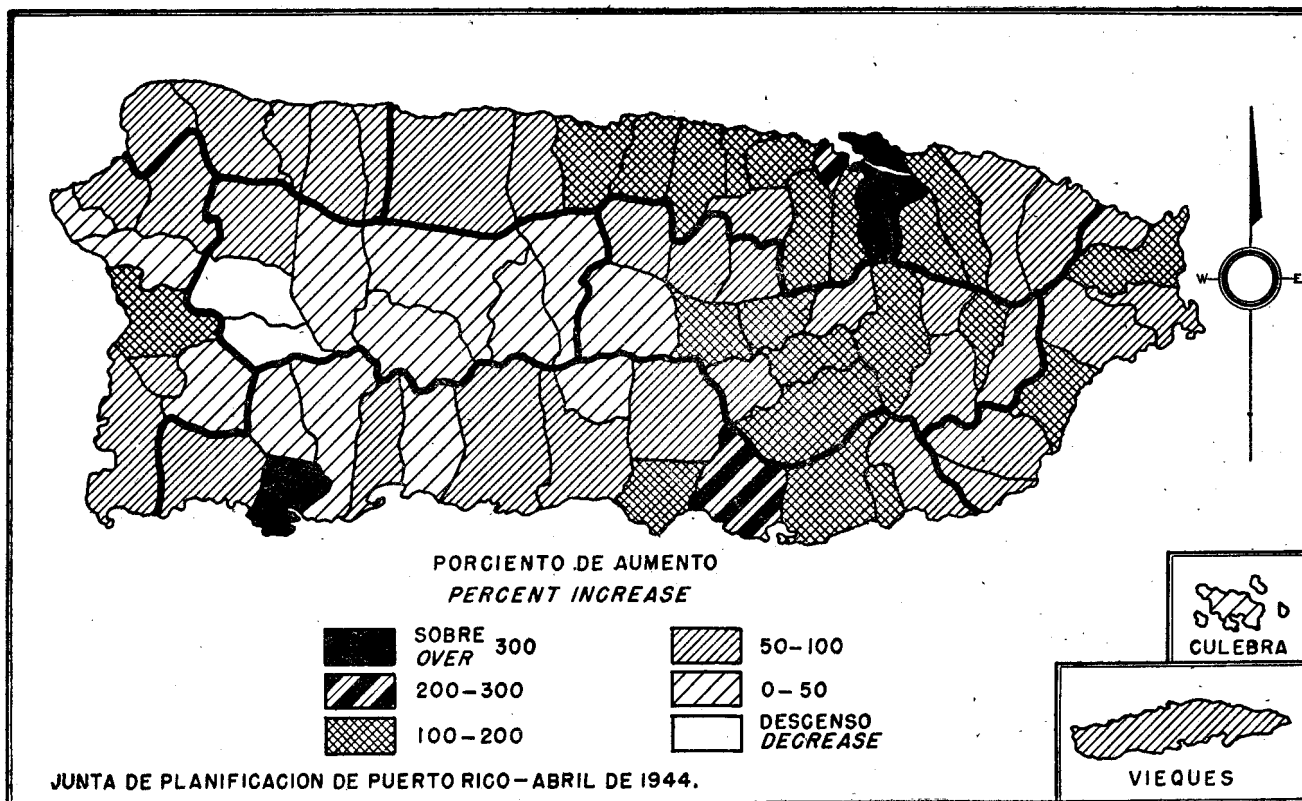 W
E
PORCIENTO DE AUMENTO
PERCENT INCREASE
SOBRE
OVER 300
200-300
100-200
50-100
0-50
DESCENSO
DECREASE
CULEBRA
VIEQUES
JUNTA DE PLANIFICACION DE PUERTO RICO-ABRIL DE 1944.